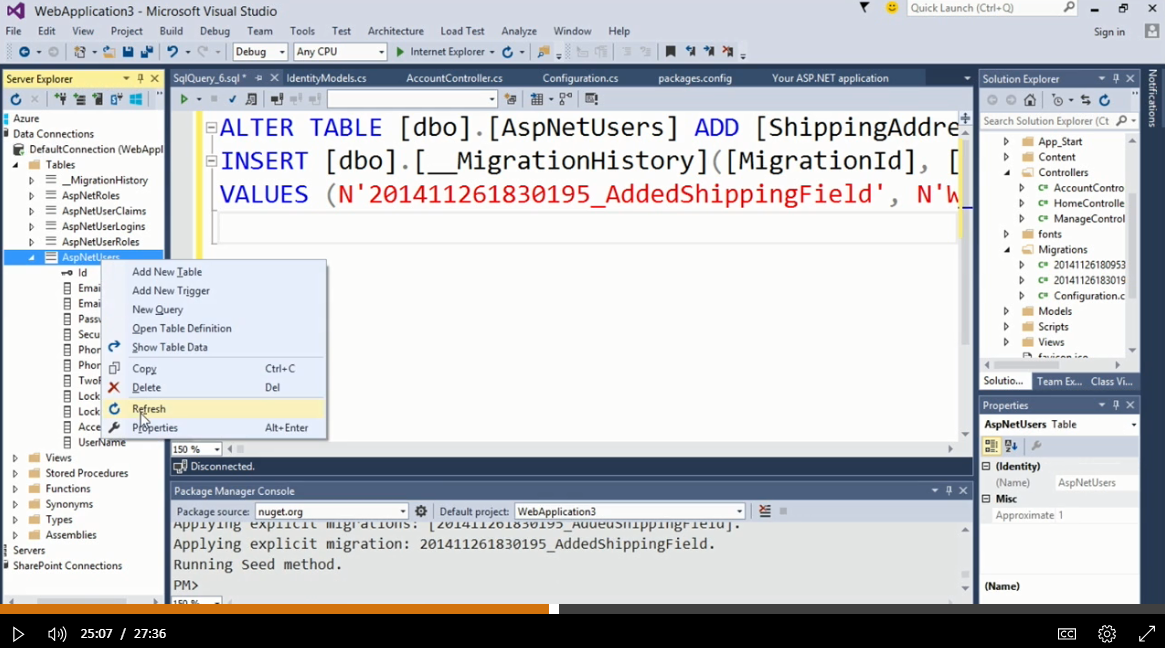 WebApplication3 - Microsoft Visual Studio
Quick Launch (Ctrl+Q)
File Edit View Project Build Debug Team Tools Test Architecture Load Test Analyze Window Help
Sign in
Debug Any CPU Internet Explorer
Server Explorer
SqlQuery_6.sql* IdentityModels.cs AccountController.cs Configuration.cs packages.config Your ASP.NET application
Solution Explorer
Notifications
Search Solution Explorer (Ct
Azure
Data Connections
DefaultConnection (WebAppl
Tables
__MigrationHistory
AspNetRoles
AspNetUserClaims
AspNetUserLogins
AspNetUserRoles
AspNetUsers
Id
Emai
Emai
Passw
Secu
Phon
Phon
TwoF
Lock
Lock
Acce
UserName
Views
Stored Procedures
Functions
Synonyms
Types
Assemblies
Servers
SharePoint Connections
Add New Table
Add New Trigger
New Query
Open Table Definition
Show Table Data
Copy Ctrl+C
Delete Del
Refresh
Properties Alt+Enter
ALTER TABLE [dbo].[AspNetUsers] ADD [ShippingAddre
INSERT [dbo].[__MigrationHistory]([MigrationId], [
VALUES (N'201411261830195_AddedShippingField', N'W
150 %
Disconnected.
Package Manager Console
Package source: nuget.org Default project: WebApplication3
Applying explicit migrations: [201411261830195_AddedShippingField].
Applying explicit migration: 201411261830195_AddedShippingField.
Running Seed method.
PM>
150 %
App_Start
Content
Controllers
AccountContro
HomeControlle
ManageControl
fonts
Migrations
20141126180953
20141126183019
Configuration.c
Models
Scripts
Views
favicon.ico
Solutio... Team Ex... Class Vi...
Properties
AspNetUsers Table
(Identity)
(Name) AspNetUsers
Misc
Approximate 1
(Name)
25:07 / 27:36
CC